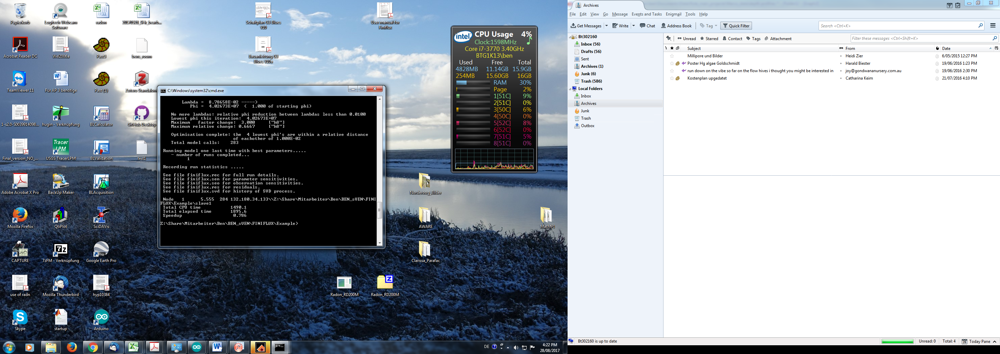 Papierkorb
Logitech Webcam
Software
radon
20170528_SHr_bearb...
Schaltplan G3 Blues
V10
User manual for
Finiflux
Acrobat Reader DC
Wel2006a
Past3
bens_room
Bauanleitung G3
Blues V10a
TeamViewer 11
Für AP 3 benötige
Past (1)
Zotero Standalone
1-s2.0-S0039914098...
hugin - Verknüpfung
BLCalculator
GitHub Desktop
Tracer
LPM
Final_version_NO_...
USGS TracerLPM
BLValidation
test1
Adobe Acrobat X Pro
BackUp Maker
BLAcquisition
Mozilla Firefox
QtiPlot
SciDAVis
CAPTURE
7zFM - Verknüpfung
Google Earth Pro
use of radn
Mozilla Thunderbird
hyp10384
Skype
startup
Arduino
Norderoog_Bilder
AWARE
MatMPI
Clarissa_Parafac
Radon_RD200M
Radon_RD200M
C:\Windows\system32\cmd.exe
Lambda =  8.78658E-02 ----->
Phi =  4.02673E+07  (  1.000 of starting phi)
No more lambdas: relative phi reduction between lambdas less than 0.0100
Lowest phi this iteration:  4.02673E+07
Maximum   factor change:  3.000     ["h8"]
Maximum relative change: 0.6667     ["h8"]
Optimisation complete: the  4 lowest phi's are within a relative distance
of eachother of 1.000E-02
Total model calls:    283
Running model one last time with best parameters.....
- number of runs completed...
1
Recording run statistics .....
See file finiflux.rec for full run details.
See file finiflux.sen for parameter sensitivities.
See file finiflux.seo for observation sensitivities.
See file finiflux.res for residuals.
See file finiflux.svd for history of SVD process.
Node   1      5.555  284 132.180.34.133\\Z:\Share\Mitarbeiter\Ben\BEN_sVEN\FINI
FLUX\Example\slave1
Total CPU time           1490.1
Total elapsed time       1895.6
Speedup                   0.786
Z:\Share\Mitarbeiter\Ben\BEN_sVEN\FINIFLUX\Example>
intel CPU Usage 4%
Clock:1598MHz
Core i7-3770 3.40GHz
BTG1K13\ben
Used Free Total
4828MB 11.14GB 15.9GB
254MB 15.60GB 16GB
RAM 30%
Page 2%
1[51C] 9%
2[51C] 0%
3[50C] 6%
4[50C] 0%
5[52C] 8%
6[52C] 0%
7[51C] 5%
8[51C] 0%
DE
4:22 PM
28/08/2017
Archives
File Edit View Go Message Events and Tasks Enigmail Tools Help
Get Messages Write Chat Address Book Tag Quick Filter Search <Ctrl+K>
Unread Starred Contact Tags Attachment Filter these messages <Ctrl+Shift+K>
Bt302160
Inbox (56)
Drafts (56)
Sent
Archives (1)
Junk (6)
Trash (586)
Local Folders
Inbox
Archives
Junk
Trash
Outbox
Subject From Date
Millipore und Bilder Heidi Zier 6/05/2015 12:27 PM
Poster Hg algae Goldschmidt Harald Biester 19/06/2016 1:23 PM
run down on the vibe so far on the flow hives i thought you might be interested in joy@gondwananursery.com.au 19/06/2016 2:30 PM
Kostenplan upgedatet Catharina Keim 21/07/2016 4:10 PM
Bt302160 is up to date Unread: 0 Total: 4 28 Today Pane